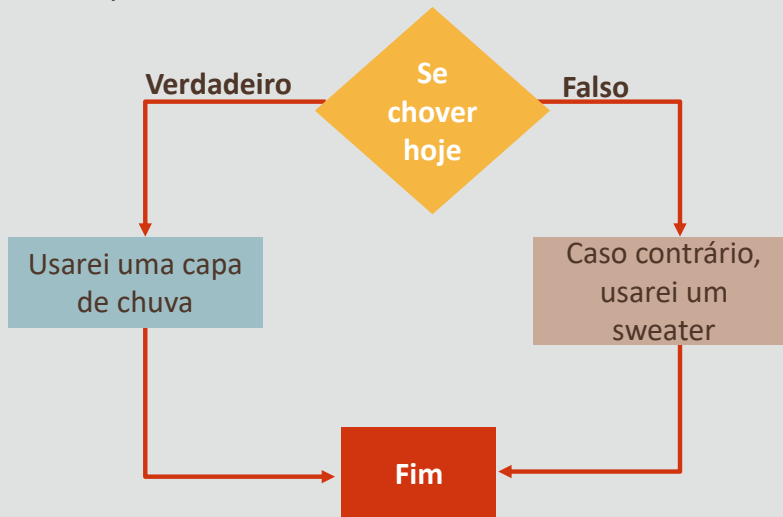 Se
chover
hoje
Verdadeiro
Falso
Usarei uma capa
de chuva
Caso contrário,
usarei um
sweater
Fim